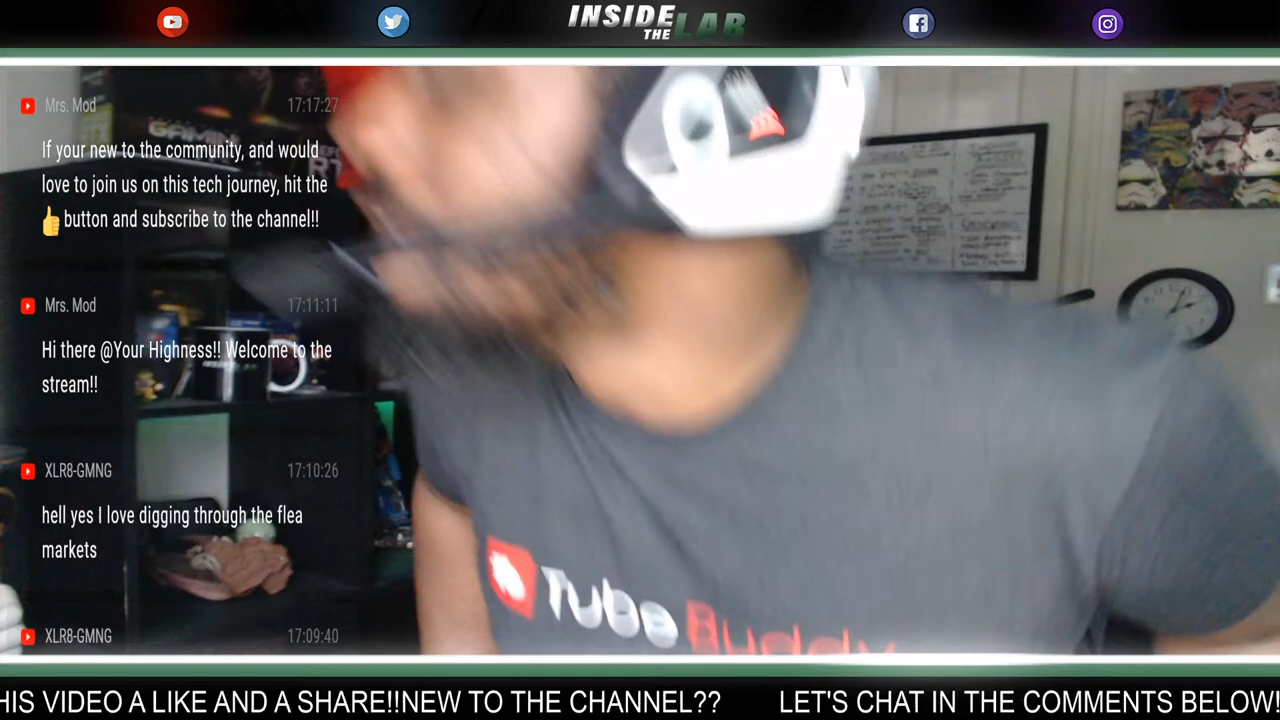 INSIDE
THE LAB
Mrs. Mod 17:17:27
If your new to the community, and would
love to join us on this tech journey, hit the
👍 button and subscribe to the channel!!
Mrs. Mod 17:11:11
Hi there @Your Highness!! Welcome to the
stream!!
XLR8-GMNG 17:10:26
hell yes I love digging through the flea
markets
XLR8-GMNG 17:09:40
GAMIN
Tube Buddy
HIS VIDEO A LIKE AND A SHARE!!NEW TO THE CHANNEL?? LET'S CHAT IN THE COMMENTS BELOW!